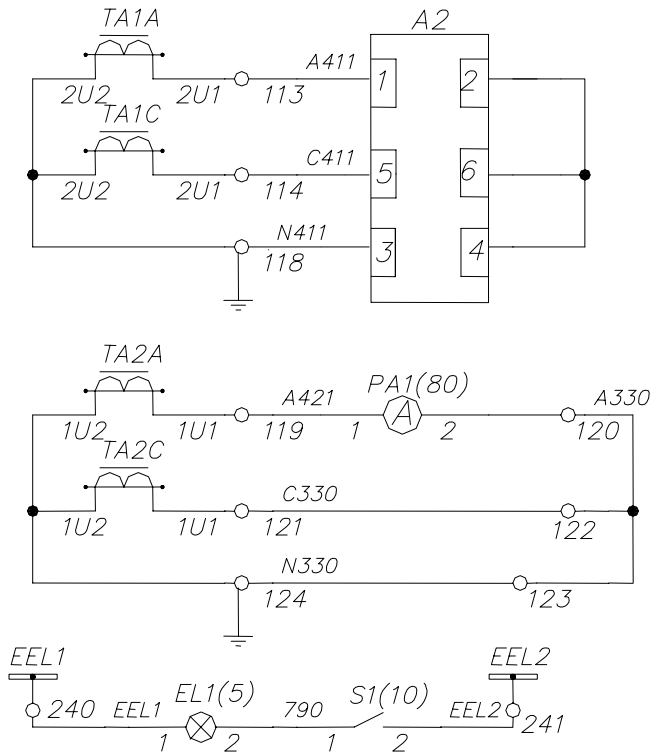 TA1A A2
A411
1 2
2U2 2U1 113
TA1C
C411
5 6
2U2 2U1 114
N411
3 4
118
TA2A
PA1(80)
A421 A330
A
1U2 1U1 119 1 2 120
TA2C
C330
1U2 1U1 121 122
N330
124 123
EEL1 EEL2
EL1(5) S1(10)
240 EEL1 790 EEL2 241
1 2 1 2